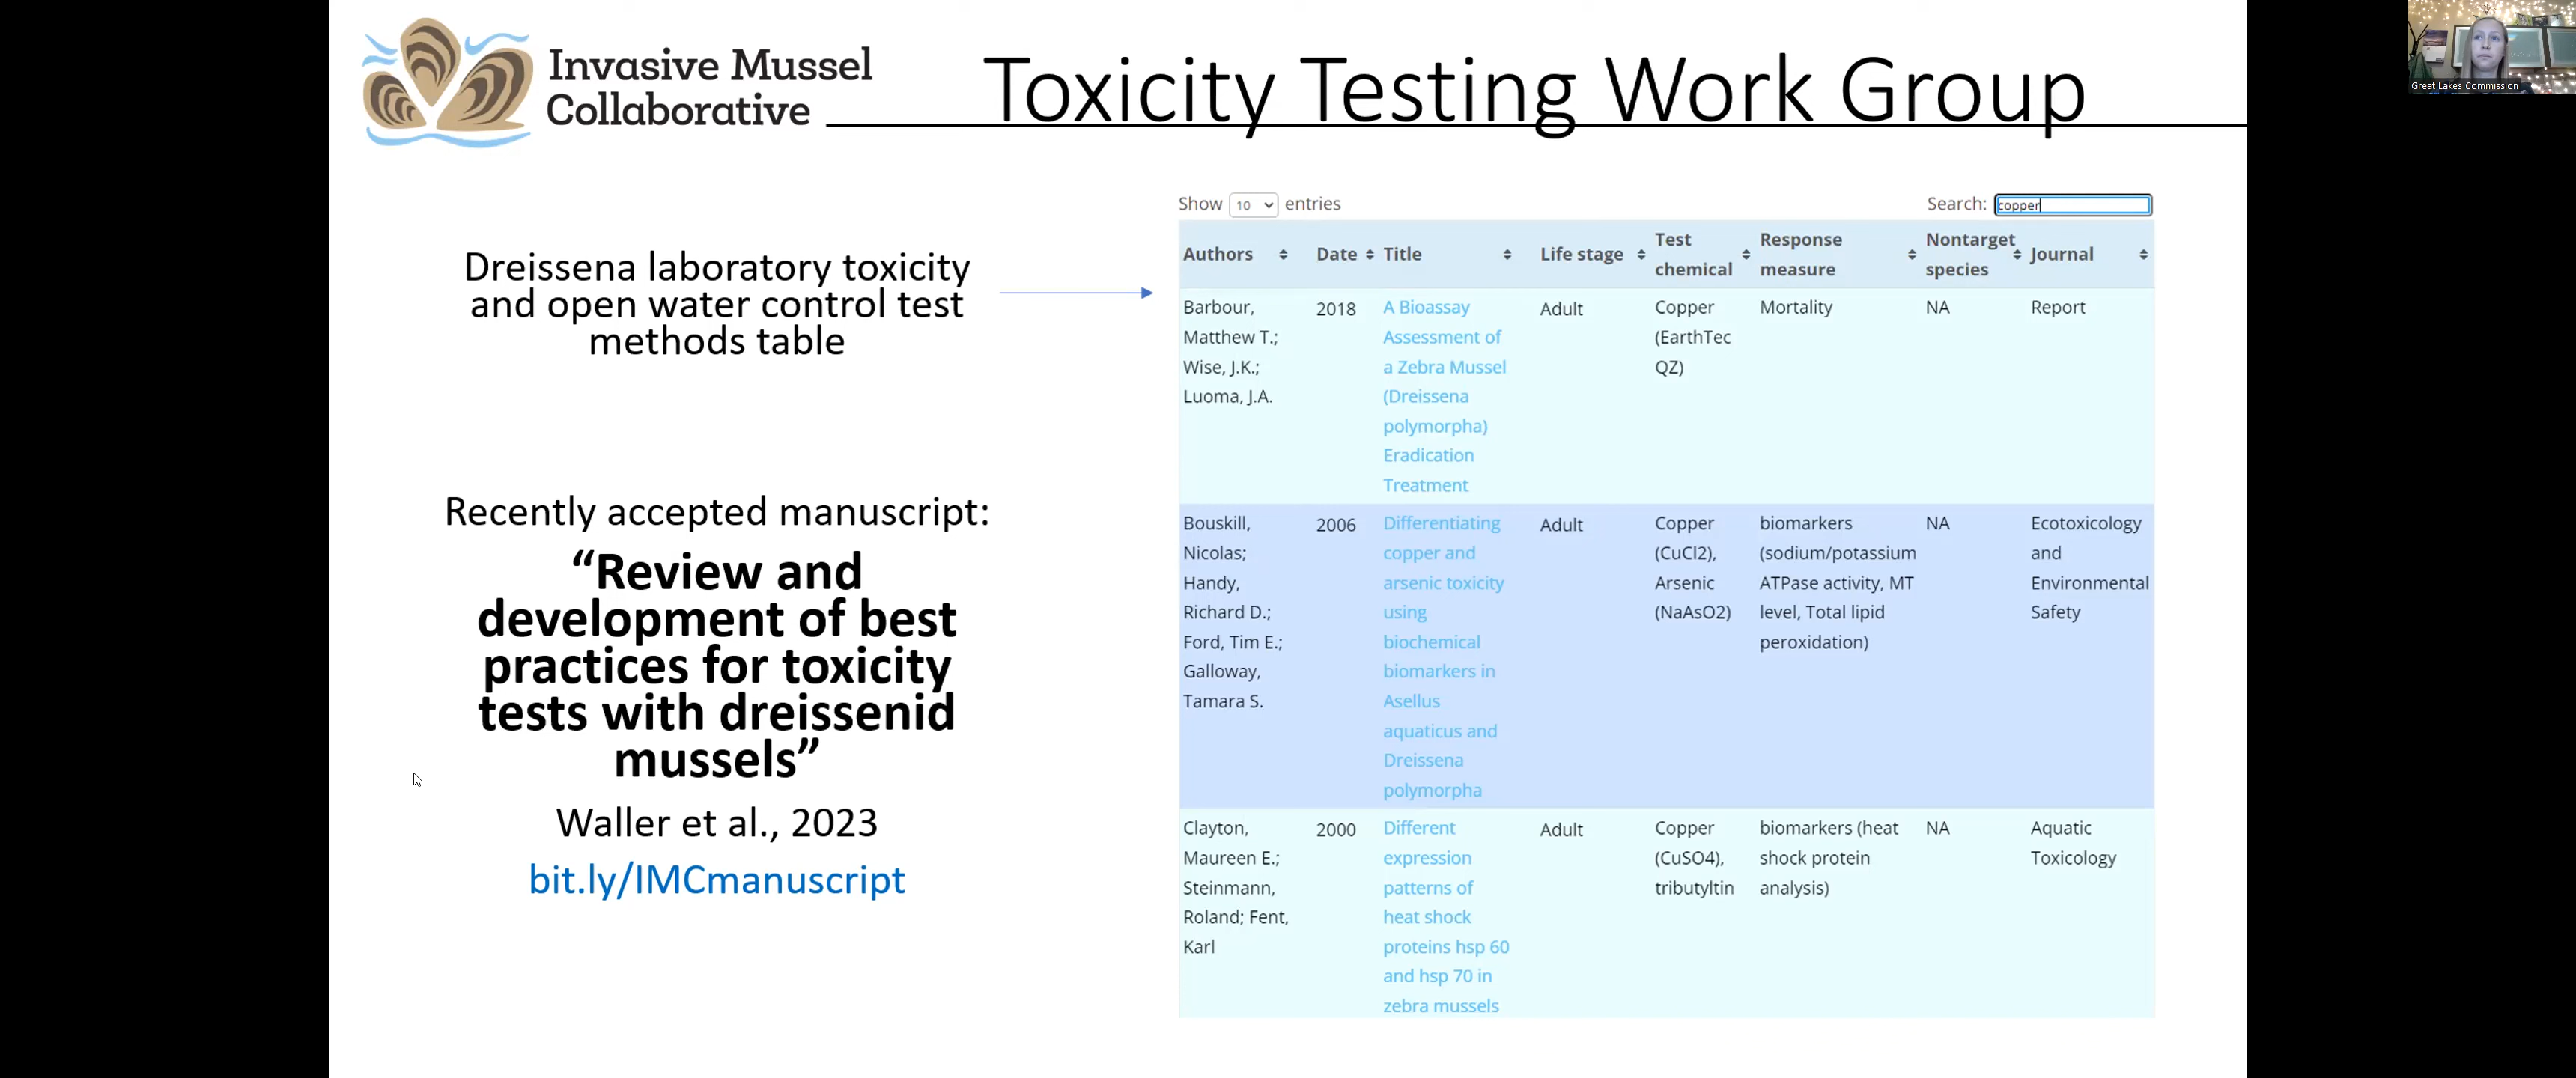 Invasive Mussel
Collaborative
Toxicity Testing Work Group
Great Lakes Commission
Dreissena laboratory toxicity
and open water control test
methods table
Recently accepted manuscript:
“Review and
development of best
practices for toxicity
tests with dreissenid
mussels”
Waller et al., 2023
bit.ly/IMCmanuscript
Show 10 entries
Search: copper
Authors Date Title Life stage Test chemical Response measure Nontarget species Journal
Barbour, 2018 A Bioassay Adult Copper Mortality NA Report
Matthew T.; Assessment of (EarthTec
Wise, J.K.; a Zebra Mussel QZ)
Luoma, J.A. (Dreissena
polymorpha)
Eradication
Treatment
Bouskill, 2006 Differentiating Adult Copper biomarkers NA Ecotoxicology
Nicolas; copper and (CuCl2), (sodium/potassium and
Handy, arsenic toxicity Arsenic ATPase activity, MT Environmental
Richard D.; using (NaAsO2) level, Total lipid Safety
Ford, Tim E.; biochemical peroxidation)
Galloway, biomarkers in
Tamara S. Asellus
aquaticus and
Dreissena
polymorpha
Clayton, 2000 Different Adult Copper biomarkers (heat NA Aquatic
Maureen E.; expression (CuSO4), shock protein Toxicology
Steinmann, patterns of tributyltin analysis)
Roland; Fent, heat shock
Karl proteins hsp 60
and hsp 70 in
zebra mussels